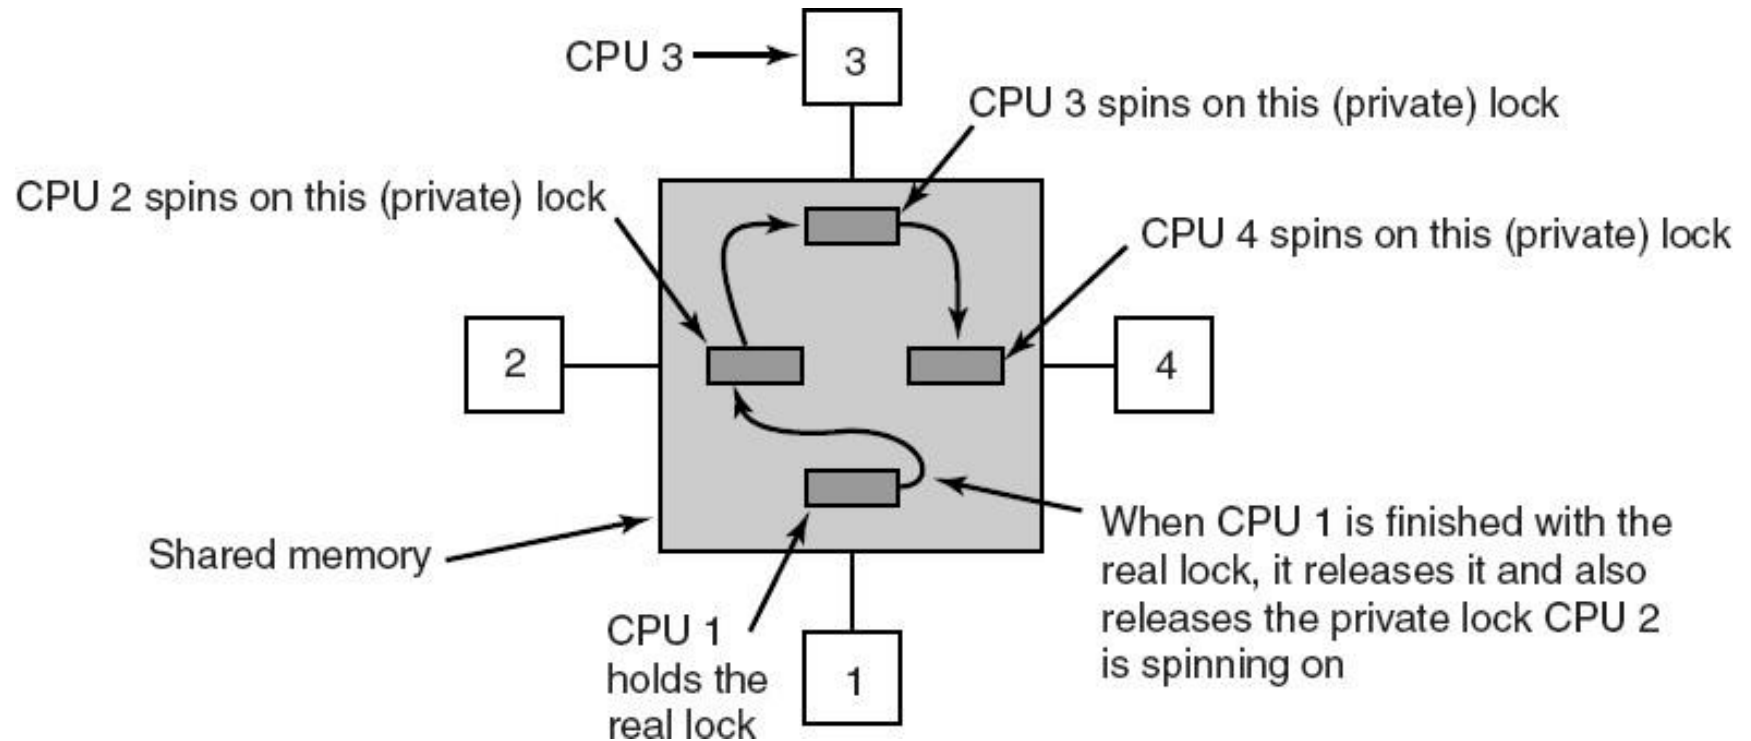 CPU 3
3
CPU 3 spins on this (private) lock
CPU 2 spins on this (private) lock
CPU 4 spins on this (private) lock
2
4
Shared memory
CPU 1
holds the
real lock
1
When CPU 1 is finished with the
real lock, it releases it and also
releases the private lock CPU 2
is spinning on